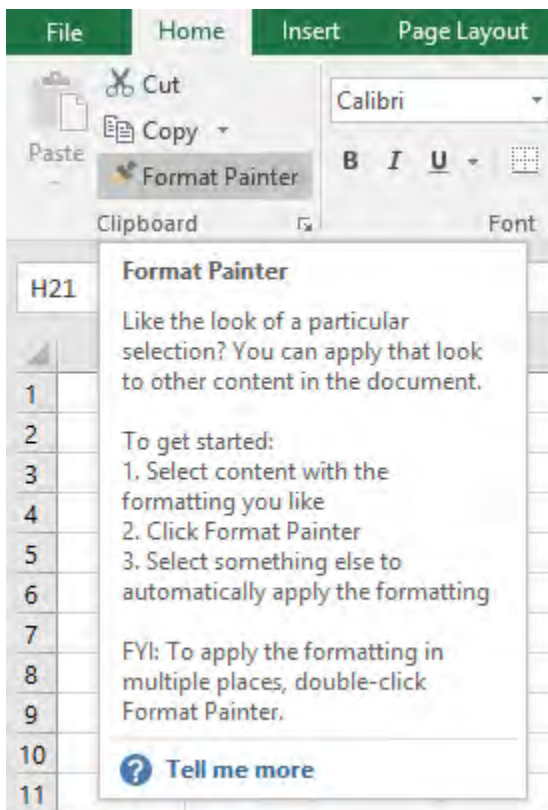 File Home Insert Page Layout
Cut
Calibri
Copy
Paste
Format Painter
B I U
Clipboard Font
H21
Format Painter
Like the look of a particular
selection? You can apply that look
to other content in the document.
To get started:
1. Select content with the
formatting you like
2. Click Format Painter
3. Select something else to
automatically apply the formatting
FYI: To apply the formatting in
multiple places, double-click
Format Painter.
? Tell me more
1
2
3
4
5
6
7
8
9
10
11